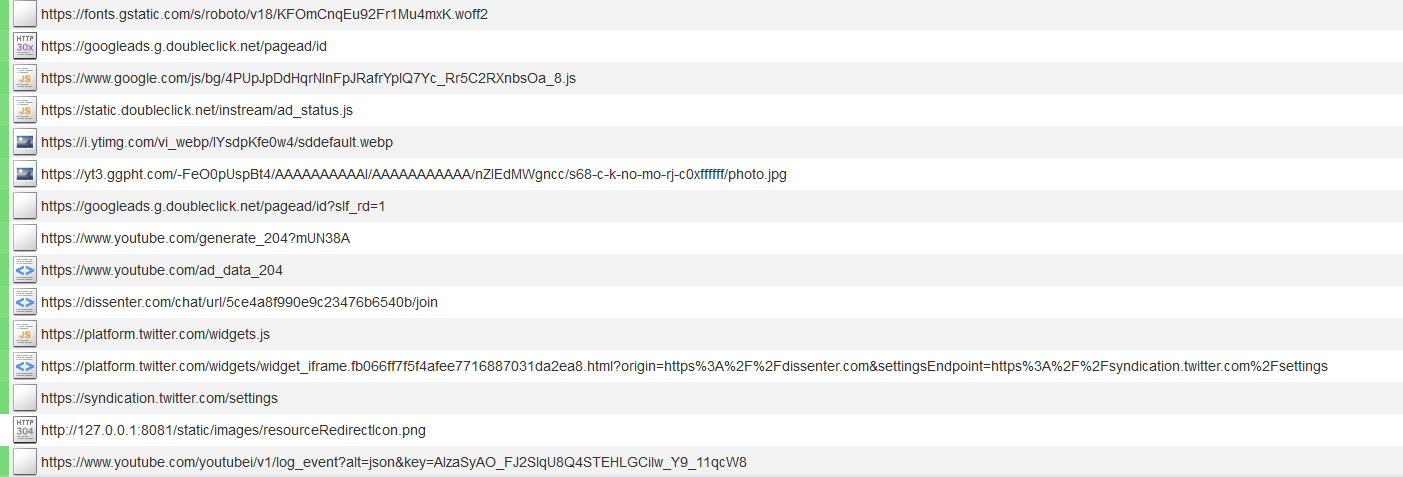 https://fonts.gstatic.com/s/roboto/v18/KFOmCnqEu92Fr1Mu4mxK.woff2
HTTP
30x
https://googleads.g.doubleclick.net/pagead/id
JS
https://www.google.com/js/bg/4PUpJpDdHqrNlnFpJRafrYplQ7Yc_Rr5C2RXnbsOa_8.js
JS
https://static.doubleclick.net/instream/ad_status.js
https://i.ytimg.com/vi_webp/lYsdpKfe0w4/sddefault.webp
https://yt3.ggpht.com/-FeO0pUspBt4/AAAAAAAAAAI/AAAAAAAAAAA/nZlEdMWgncc/s68-c-k-no-mo-rj-c0xffffff/photo.jpg
https://googleads.g.doubleclick.net/pagead/id?slf_rd=1
https://www.youtube.com/generate_204?mUN38A
<> https://www.youtube.com/ad_data_204
<> https://dissenter.com/chat/url/5ce4a8f990e9c23476b6540b/join
JS
https://platform.twitter.com/widgets.js
<> https://platform.twitter.com/widgets/widget_iframe.fb066ff7f5f4afee7716887031da2ea8.html?origin=https%3A%2F%2Fdissenter.com&settingsEndpoint=https%3A%2F%2Fsyndication.twitter.com%2Fsettings
https://syndication.twitter.com/settings
HTTP
304
http://127.0.0.1:8081/static/images/resourceRedirectIcon.png
https://www.youtube.com/youtubei/v1/log_event?alt=json&key=AIzaSyAO_FJ2SlqU8Q4STEHLGCilw_Y9_11qcW8